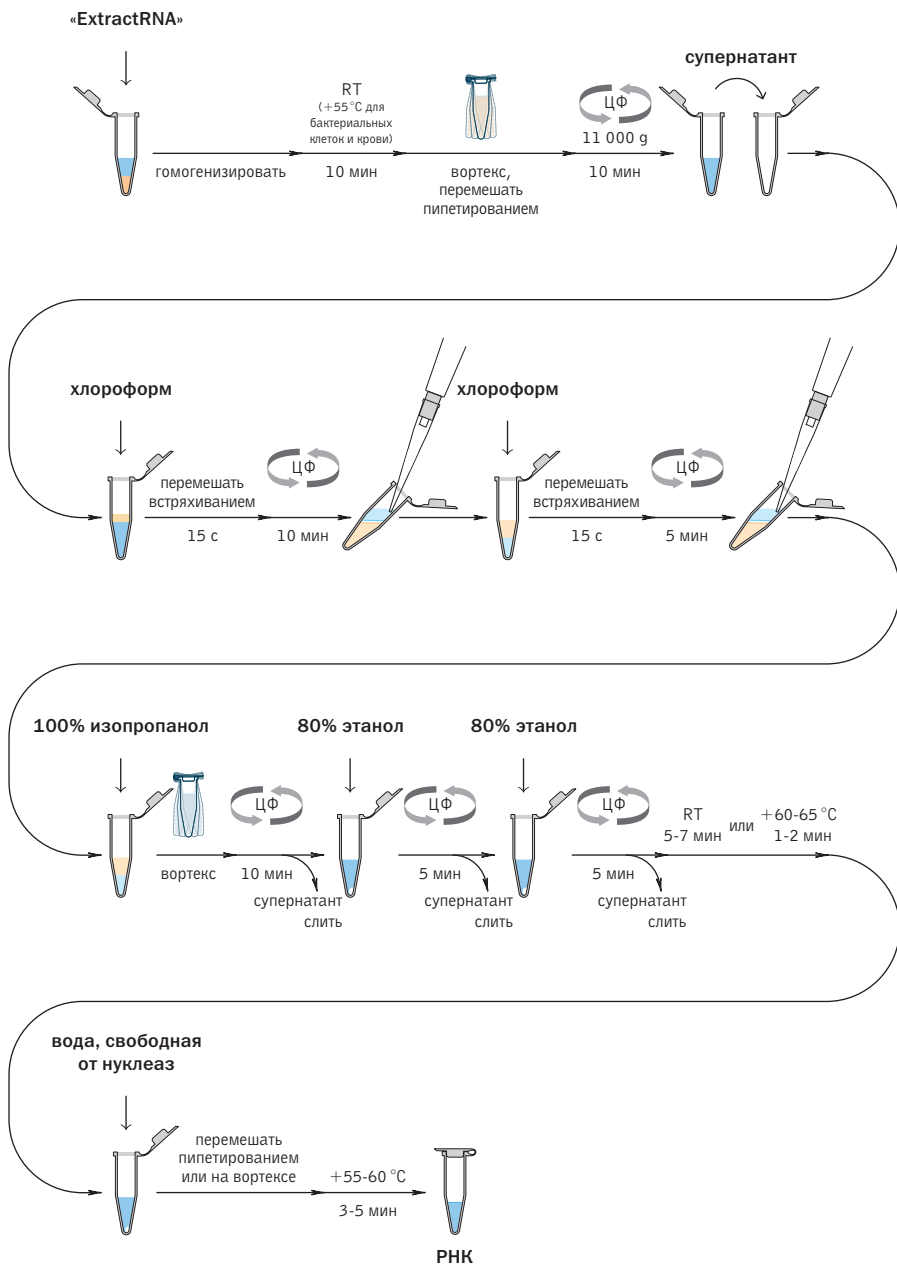 «ExtractRNA»
RT
(+55°C для
бактериальных
клеток и крови)
ЦФ
11 000 g
супернатант
гомогенизировать
10 мин
вортекс,
перемешать
пипетированием
10 мин
хлороформ
хлороформ
перемешать
встряхиванием
15 с
ЦФ
10 мин
перемешать
встряхиванием
15 с
ЦФ
5 мин
100% изопропанол
80% этанол
80% этанол
вортекс
ЦФ
10 мин
супернатант
слить
ЦФ
5 мин
супернатант
слить
ЦФ
5 мин
супернатант
слить
RT
5-7 мин
или
+60-65 °C
1-2 мин
вода, свободная
от нуклеаз
перемешать
пипетированием
или на вортексе
+55-60 °C
3-5 мин
РНК